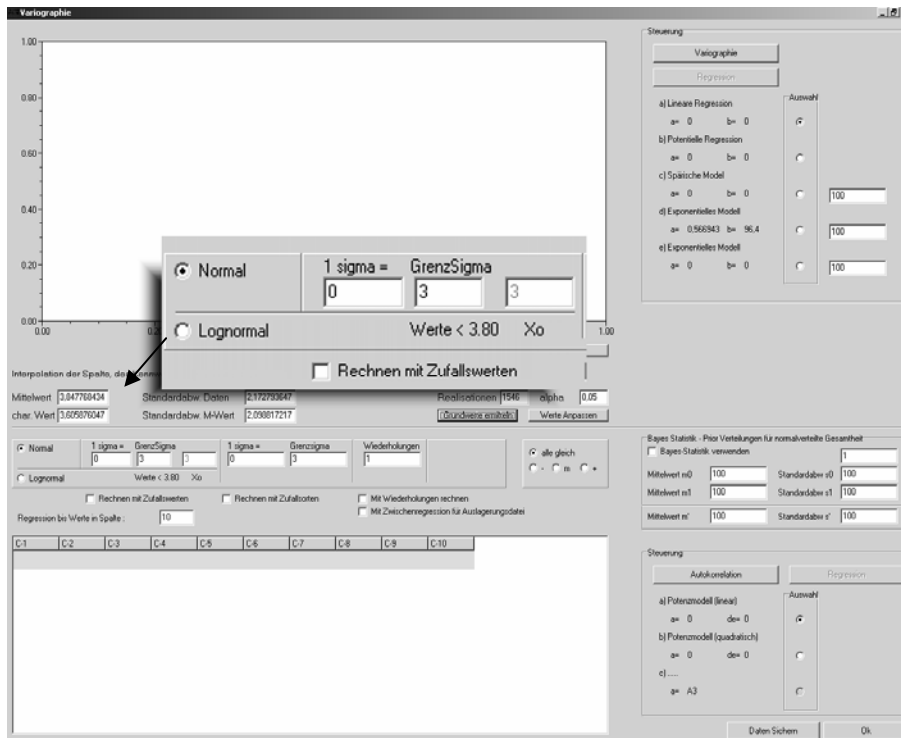 Variographie
Steuerung
Variographie
Regression
a) Lineare Regression
Auswahl
a= 0 b= 0
b) Potentielle Regression
a= 0 b= 0
c) Spärische Model
a= 0 b= 0 100
d) Exponentielles Modell
a= 0,566943 b= 96,4 100
e) Exponentielles Modell
a= 0 b= 0 100
1.00
0.80
0.60
0.40
0.20
0.00
0.00
1.00
Normal
1 sigma = GrenzSigma
0 3 3
Lognormal Werte < 3.80 Xo
Rechnen mit Zufallswerten
Interpolation der Spalte,
Mittelwert 3,847768434 Standardabw. Daten 2,172793647 Realisationen 1546 alpha 0.05
char. Wert 3,605876047 Standardabw. M-Wert 2,098817217 Grundwerte ermitteln Werte Anpassen
Normal 1 sigma = GrenzSigma 1 sigma = Grenzsigma Wiederholungen
0 3 3 0 3 1
Lognormal Werte < 3.80 Xo
alle gleich
- m +
Rechnen mit Zufallswerten Rechnen mit Zufallsorten Mit Wiederholungen rechnen
Mit Zwischenregression für Auslagerungsdatei
Regression bis Werte in Spalte : 10
C-1 C-2 C-3 C-4 C-5 C-6 C-7 C-8 C-9 C-10
Bayes Statistik - Prior Verteilungen für normalverteilte Gesamtheit
Bayes-Statistik verwenden 1
Mittelwert m0 100 Standardabw s0 100
Mittelwert m1 100 Standardabw s1 100
Mittelwert m' 100 Standardabw s' 100
Steuerung
Autokorrelation Regression
a) Potenzmodell (linear)
Auswahl
a= 0 de= 0
b) Potenzmodell (quadratisch)
a= 0 de= 0
c) .....
a= A3
Daten Sichern Ok